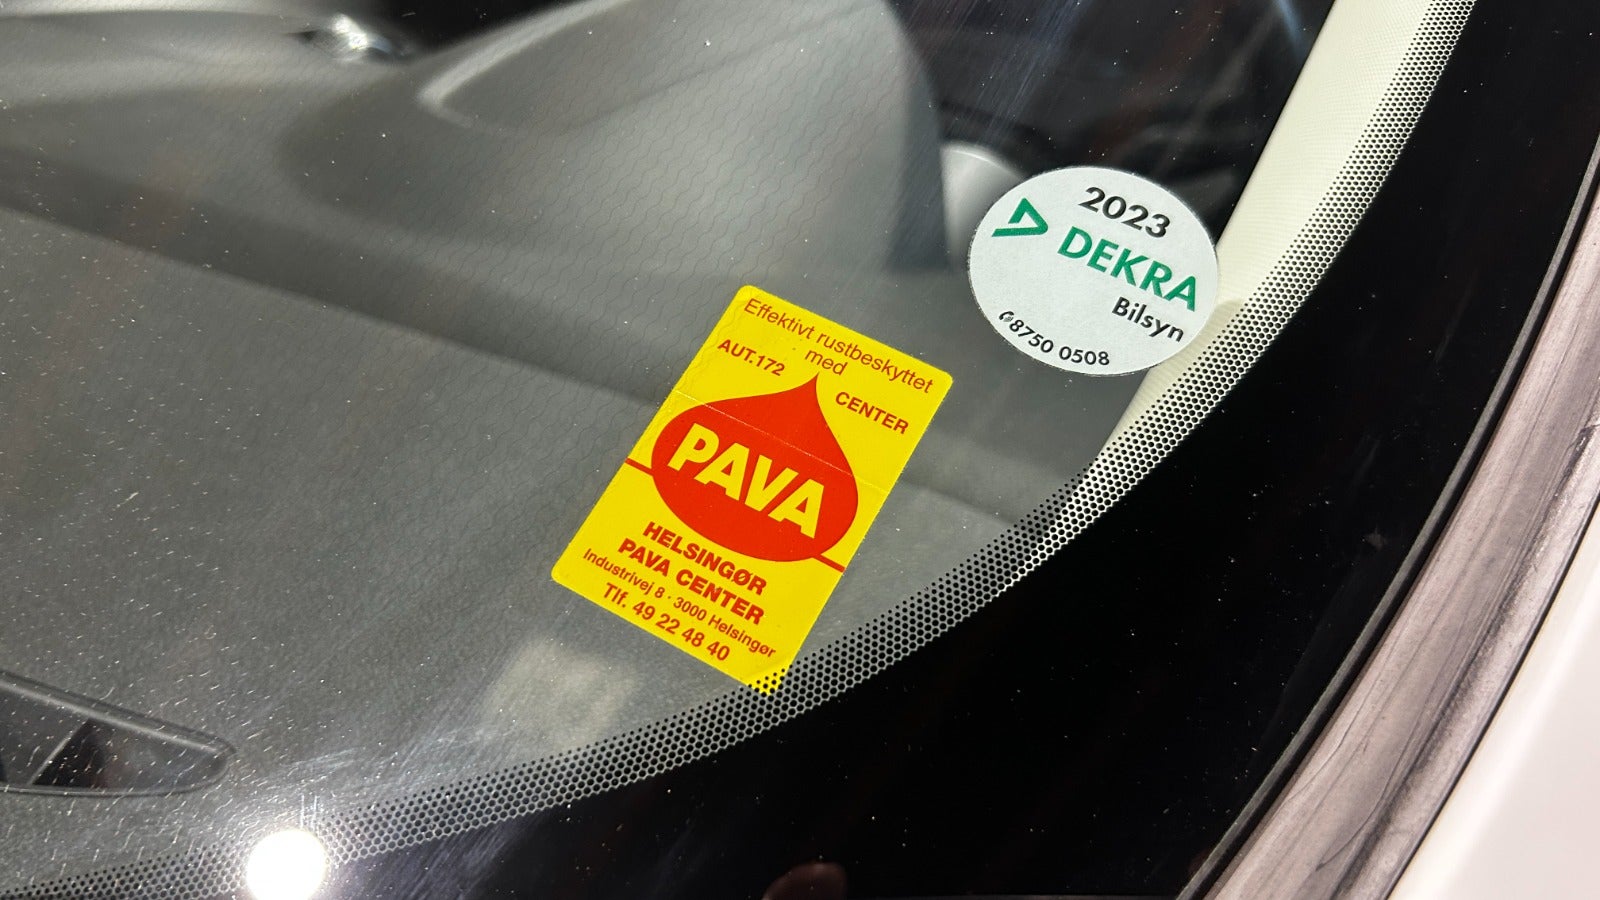 2023
DEKRA
Bilsyn
8750 0508
Effektivt rustbeskyttet
med
AUT.172
CENTER
PAVA
HELSINGØR
PAVA CENTER
Industrivej 8 · 3000 Helsingør
Tlf. 49 22 48 40